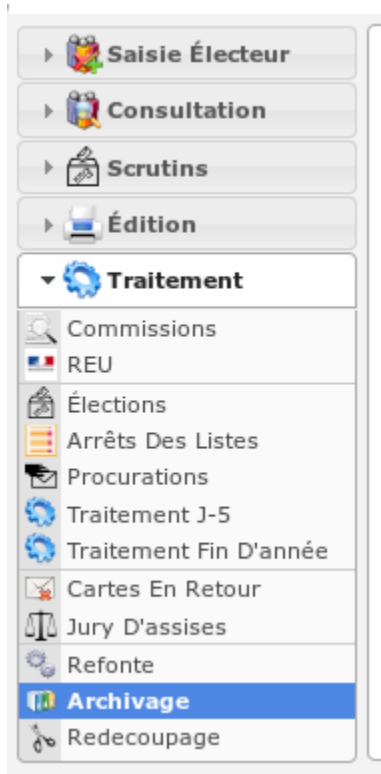 Saisie Électeur
Consultation
Scrutins
Édition
Traitement
Commissions
REU
Élections
Arrêts Des Listes
Procurations
Traitement J-5
Traitement Fin D'année
Cartes En Retour
Jury D'assises
Refonte
Archivage
Redecoupage